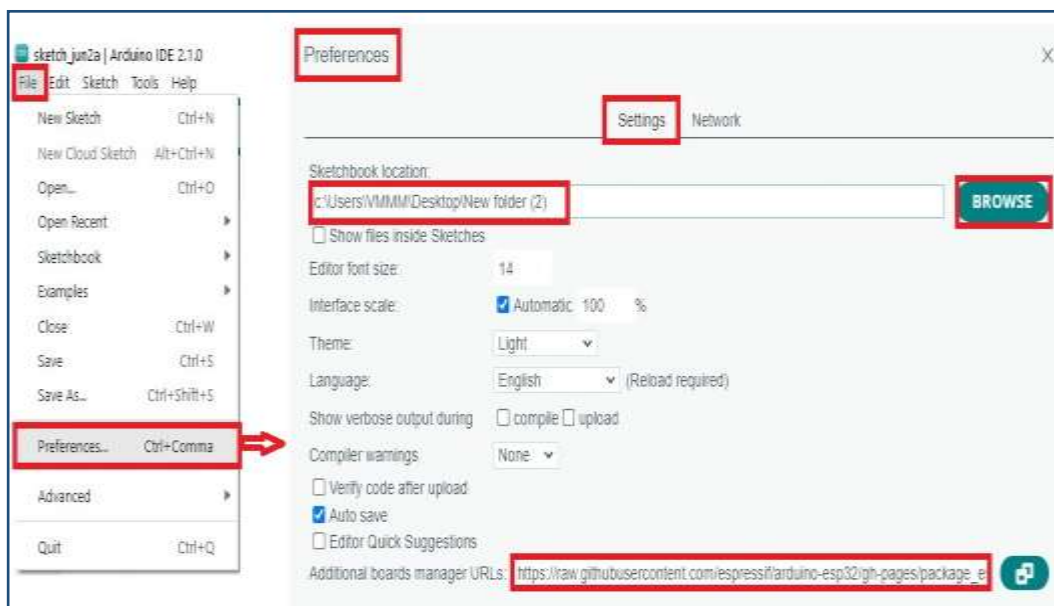 sketch_jun2a | Arduino IDE 2.1.0
File Edit Sketch Tools Help
New Sketch Ctrl+N
New Cloud Sketch Alt+Ctrl+N
Open... Ctrl+O
Open Recent
Sketchbook
Examples
Close Ctrl+W
Save Ctrl+S
Save As... Ctrl+Shift+S
Preferences... Ctrl+Comma
Advanced
Quit Ctrl+Q
Preferences X
Settings Network
Sketchbook location:
c:\Users\VMMM\Desktop\New folder (2)
BROWSE
Show files inside Sketches
Editor font size: 14
Interface scale: Automatic 100 %
Theme: Light
Language: English (Reload required)
Show verbose output during compile upload
Compiler warnings None
Verify code after upload
Auto save
Editor Quick Suggestions
Additional boards manager URLs: https://raw.githubusercontent.com/espressif/arduino-esp32/gh-pages/package_e